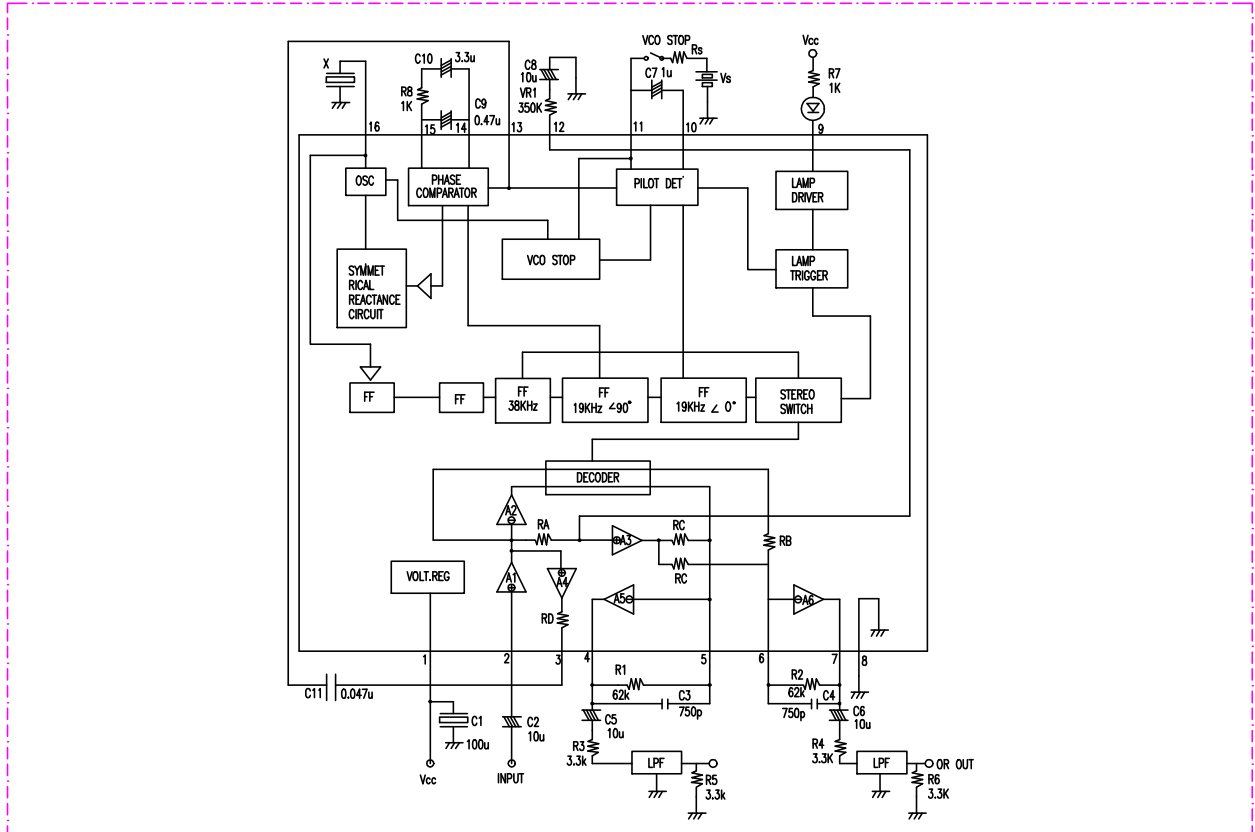 VCO STOP
Vcc
X
C10
3.3u
C8
10u
Rs
C7 1u
Vs
R7
1K
R8
1K
C9
0.47u
VR1
350K
16
15
14
13
12
11
10
9
OSC
PHASE
COMPARATOR
PILOT DET
LAMP
DRIVER
VCO STOP
LAMP
TRIGGER
SYMMET
RICAL
REACTANCE
CIRCUIT
FF
FF
FF
38KHz
FF
19KHz ∠90°
FF
19KHz ∠ 0°
STEREO
SWITCH
DECODER
A2
RA
A3
RC
RC
RB
VOLT.REG
A1
A4
RD
A5
A6
1
2
3
4
5
6
7
8
C11
0.047u
R1
62k
C3
750p
R2
62k
C4
750p
C1
100u
C2
10u
C5
10u
C6
10u
R3
3.3k
R4
3.3K
LPF
LPF
OR OUT
R5
3.3k
R6
3.3K
Vcc
INPUT